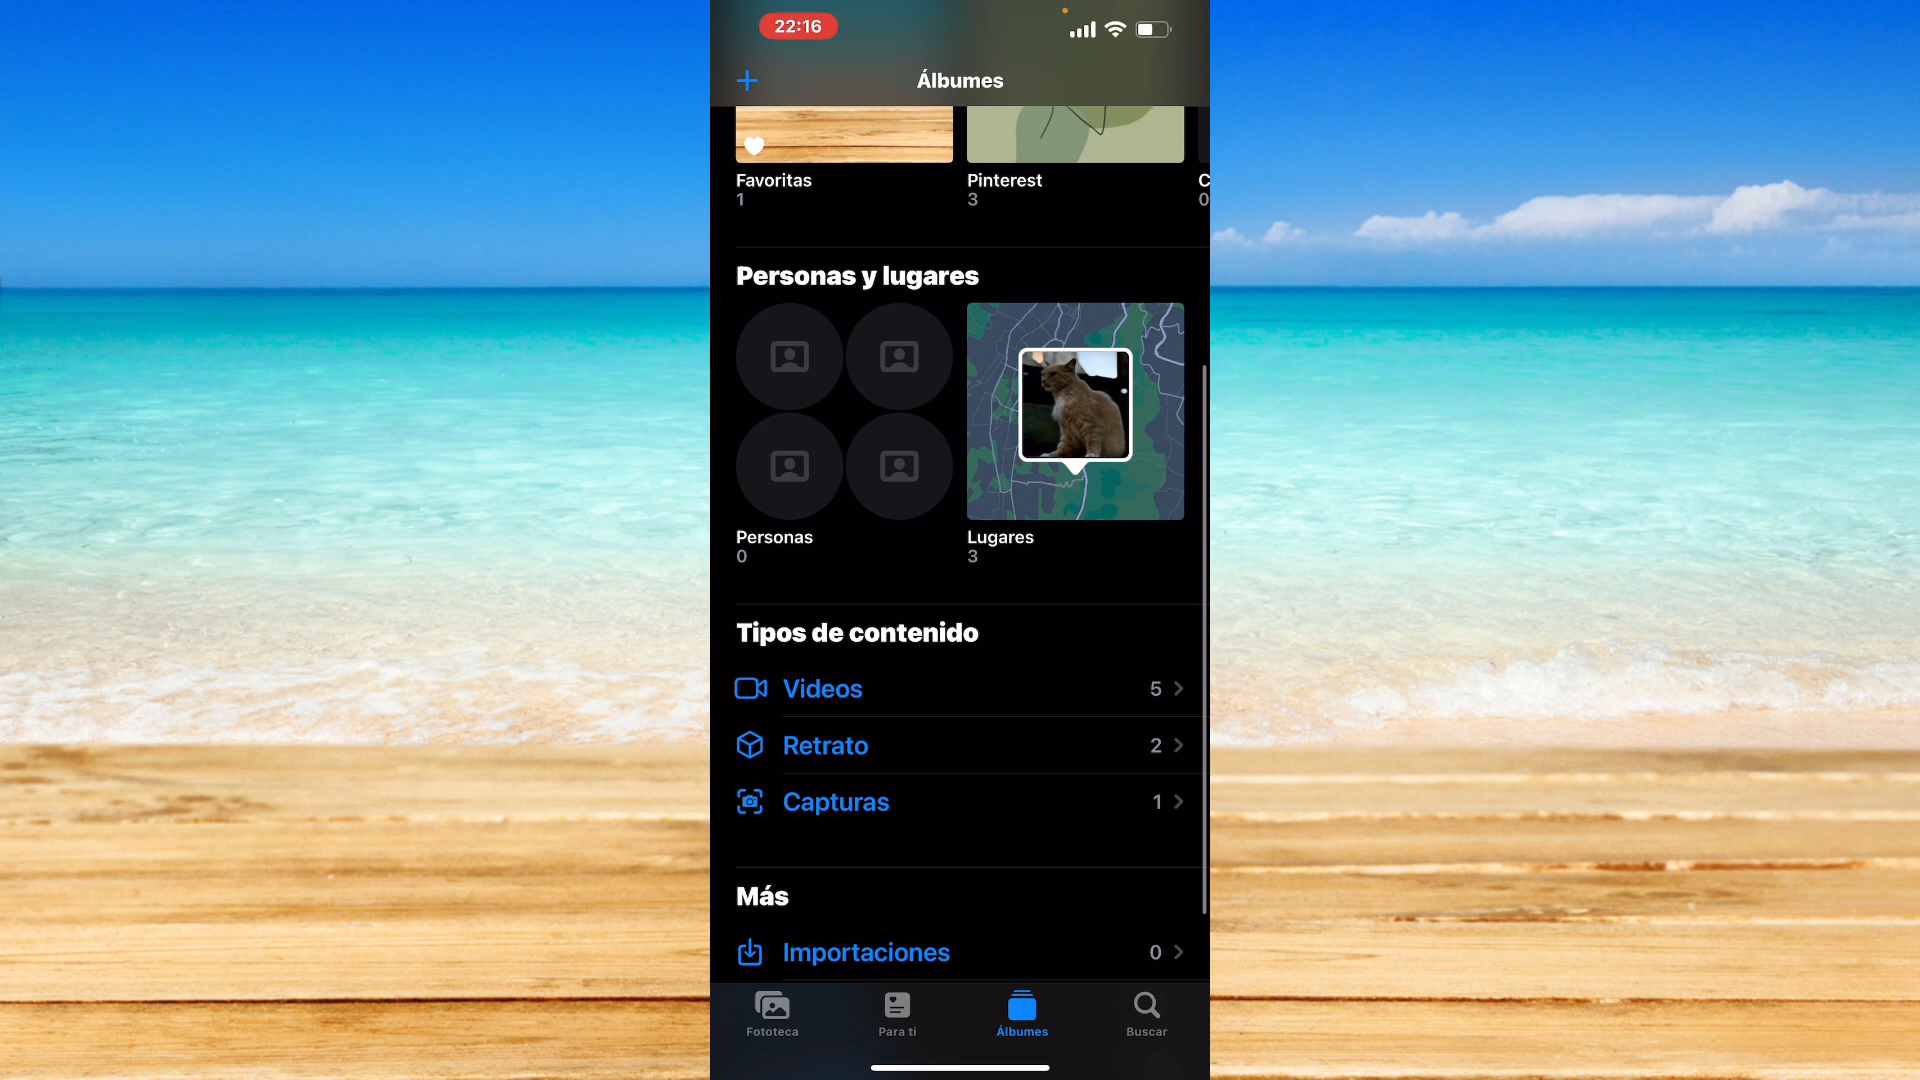 22:16
Álbumes
Favoritas
1
Pinterest
3
C
0
Personas y lugares
Personas
0
Lugares
3
Tipos de contenido
Videos 5
Retrato 2
Capturas 1
Más
Importaciones 0
Fototeca
Para ti
Álbumes
Buscar